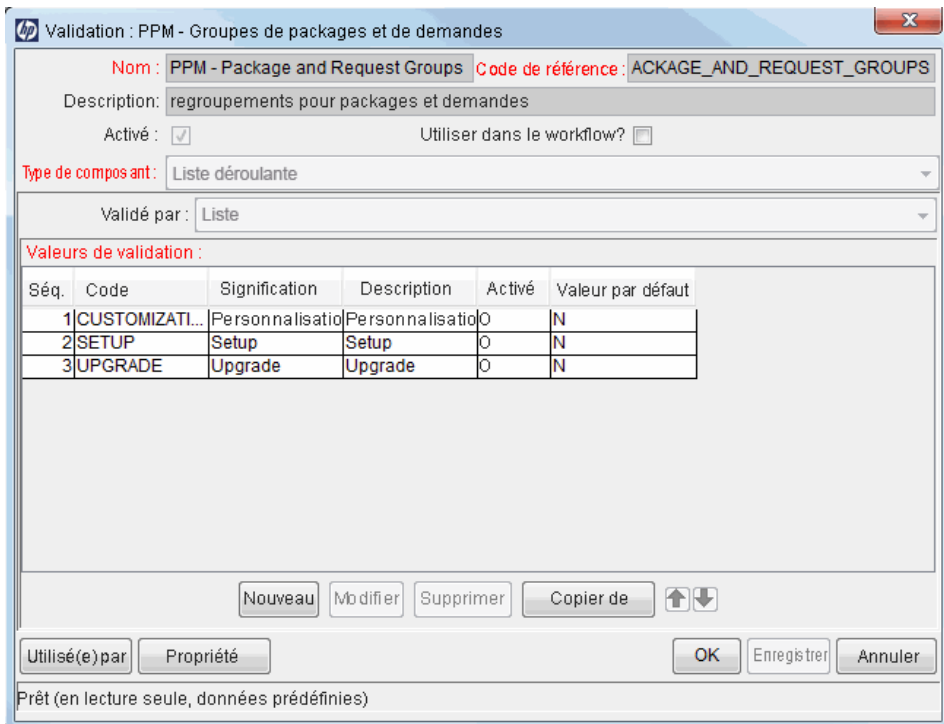 hp Validation : PPM - Groupes de packages et de demandes
Nom : PPM - Package and Request Groups Code de référence : ACKAGE_AND_REQUEST_GROUPS
Description: regroupements pour packages et demandes
Activé : Utiliser dans le workflow?
Type de composant : Liste déroulante
Validé par : Liste
Valeurs de validation :
Séq. Code Signification Description Activé Valeur par défaut
1 CUSTOMIZATI... Personnalisatio Personnalisatio O N
2 SETUP Setup Setup O N
3 UPGRADE Upgrade Upgrade O N
Nouveau Modifier Supprimer Copier de
Utilisé(e) par Propriété OK Enregistrer Annuler
Prêt (en lecture seule, données prédéfinies)